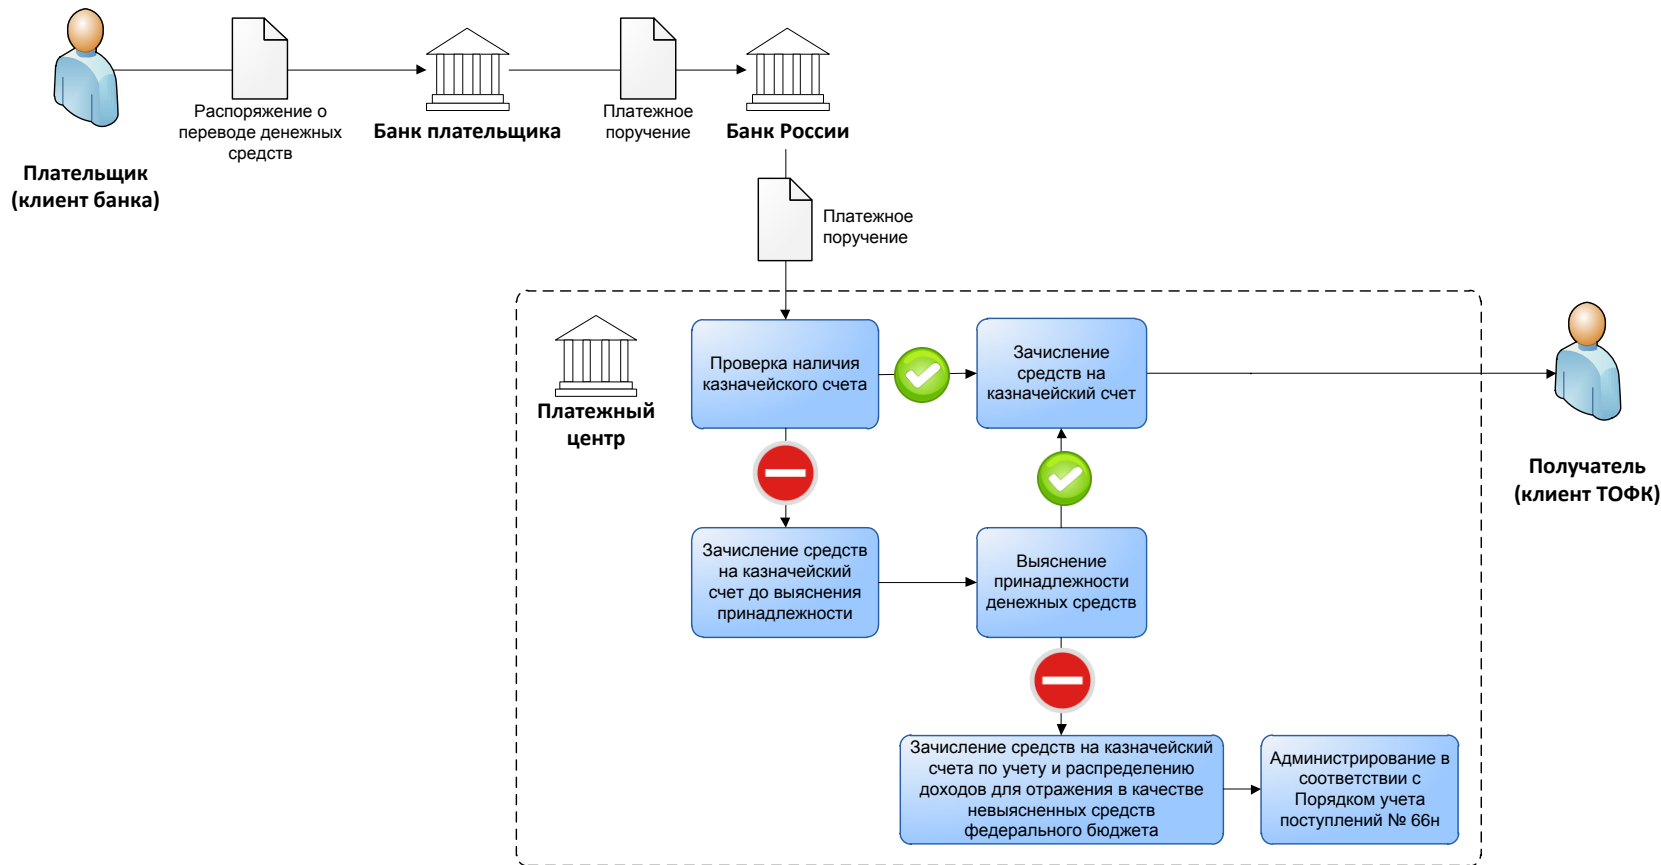 Распоряжение о
переводе денежных
средств
Банк плательщика
Платежное
поручение
Банк России
Плательщик
(клиент банка)
Платежное
поручение
Платежный
центр
Проверка наличия
казначейского счета
Зачисление
средств на
казначейский счет
Получатель
(клиент ТОФК)
Зачисление средств
на казначейский
счет до выяснения
принадлежности
Выяснение
принадлежности
денежных средств
Зачисление средств на казначейский
счета по учету и распределению
доходов для отражения в качестве
невыясненных средств
федерального бюджета
Администрирование в
соответствии с
Порядком учета
поступлений № 66н